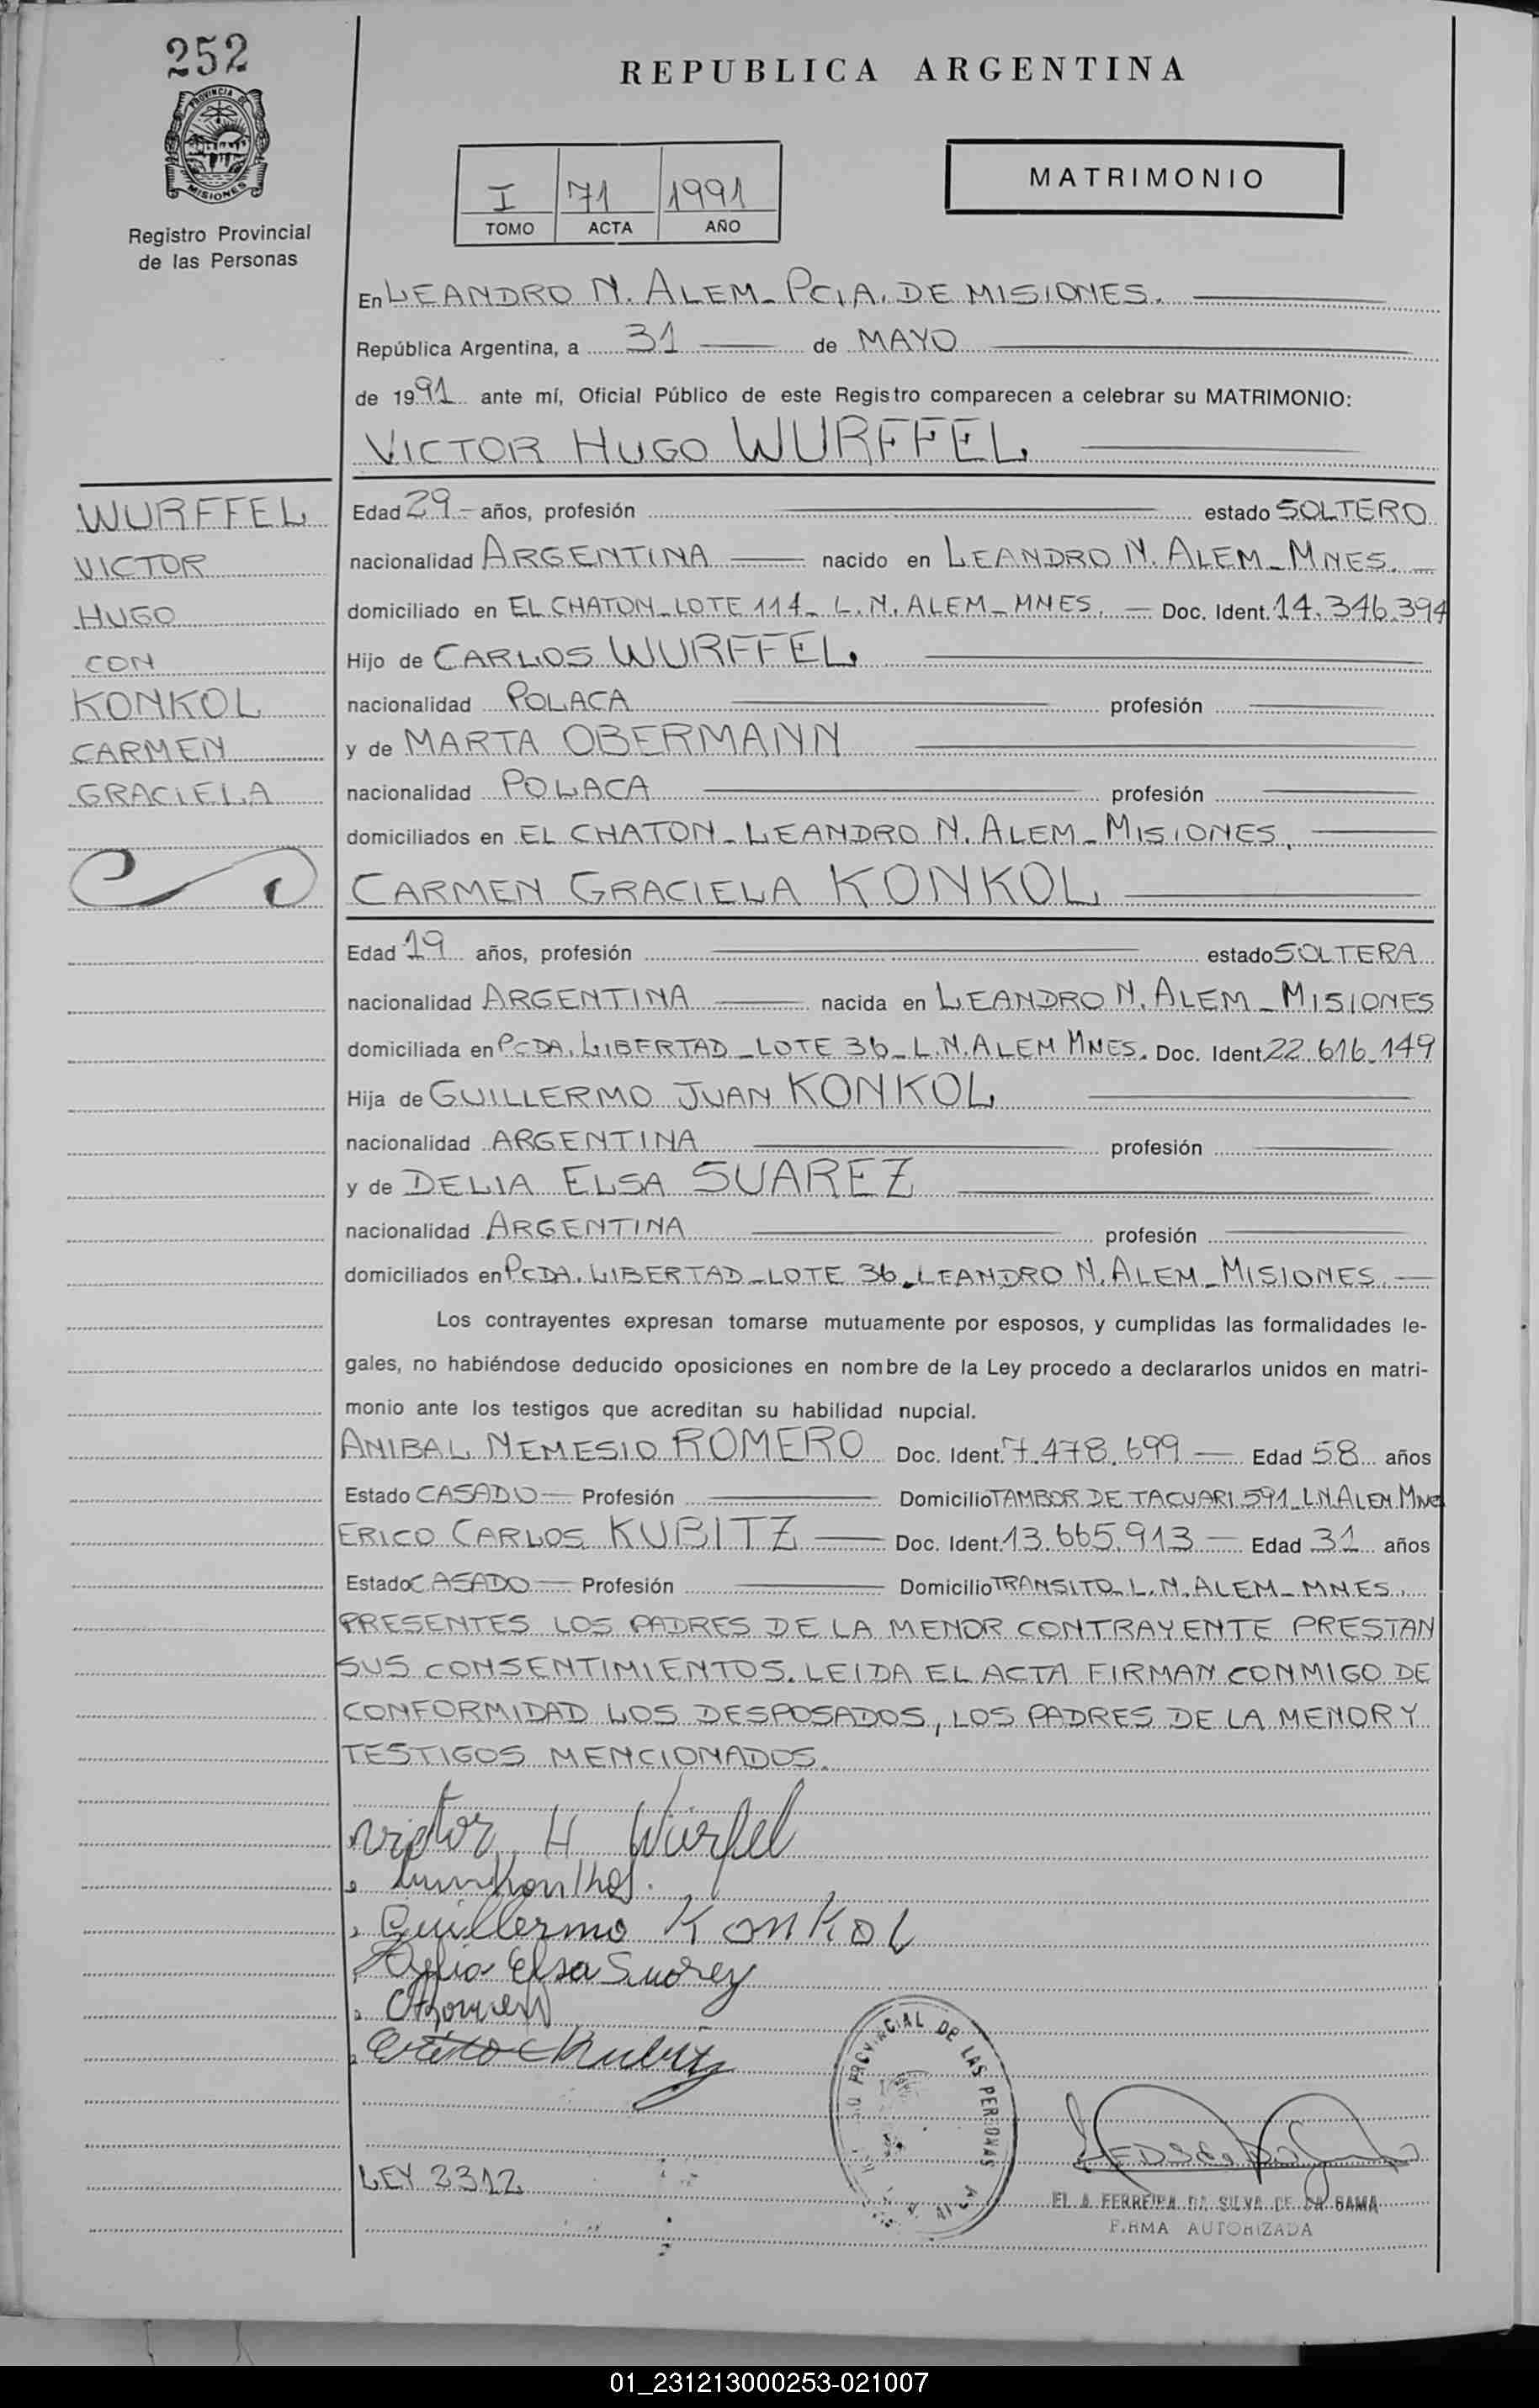 252
REPUBLICA ARGENTINA
PROVINCIA DE
MISIONES
Registro Provincial
de las Personas
I 71 1991
TOMO ACTA AÑO
MATRIMONIO
En LEANDRO N. ALEM - PCIA. DE MISIONES.
República Argentina, a 31 de MAYO
de 1991 ante mí, Oficial Público de este Registro comparecen a celebrar su MATRIMONIO:
VICTOR HUGO WURFFEL
WURFFEL
VICTOR
HUGO
CON
KONKOL
CARMEN
GRACIELA
Edad 29- años, profesión estado SOLTERO
nacionalidad ARGENTINA nacido en LEANDRO N. ALEM - MNES.
domiciliado en EL CHATON - LOTE 114 - L.N. ALEM - MNES. Doc. Ident. 14.346.394
Hijo de CARLOS WURFFEL.
nacionalidad POLACA profesión
y de MARTA OBERMANN
nacionalidad POLACA profesión
domiciliados en EL CHATON - LEANDRO N. ALEM - MISIONES.
CARMEN GRACIELA KONKOL
Edad 19 años, profesión estado SOLTERA
nacionalidad ARGENTINA nacida en LEANDRO N. ALEM - MISIONES
domiciliada en PCDA. LIBERTAD - LOTE 36 - L.N. ALEM MNES. Doc. Ident. 22.616.149
Hija de GUILLERMO JUAN KONKOL
nacionalidad ARGENTINA profesión
y de DELIA ELSA SUAREZ
nacionalidad ARGENTINA profesión
domiciliados en PCDA. LIBERTAD - LOTE 36 - LEANDRO N. ALEM - MISIONES.
Los contrayentes expresan tomarse mutuamente por esposos, y cumplidas las formalidades le-
gales, no habiéndose deducido oposiciones en nombre de la Ley procedo a declararlos unidos en matri-
monio ante los testigos que acreditan su habilidad nupcial.
ANIBAL NEMESIO ROMERO Doc. Ident. 7.478.699 Edad 58 años
Estado CASADO Profesión Domicilio TAMBOR DE TACUARI 591 - L.N. ALEM MNES
ERICO CARLOS KUBITZ Doc. Ident. 13.665.913 Edad 31 años
Estado CASADO Profesión Domicilio TRANSITO - L.N. ALEM - MNES.
PRESENTES LOS PADRES DE LA MENOR CONTRAYENTE PRESTAN
SUS CONSENTIMIENTOS. LEIDA EL ACTA FIRMAN CONMIGO DE
CONFORMIDAD LOS DESPOSADOS, LOS PADRES DE LA MENOR Y
TESTIGOS MENCIONADOS.
Victor H Würfel
Konkol.
Guillermo KONKOL
Delia Elsa Suarez
Kubitz
PROVINCIAL DE LAS PERSONAS
LEY 2312
FERREIRA DA SILVA DE DA GAMA
FIRMA AUTORIZADA
01_231213000253-021007